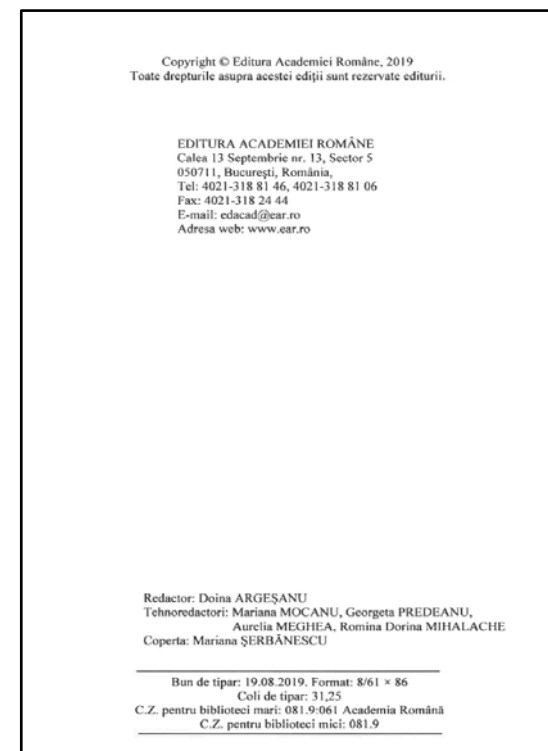 Copyright © Editura Academiei Române, 2019
Toate drepturile asupra acestei ediții sunt rezervate editurii.
EDITURA ACADEMIEI ROMÂNE
Calea 13 Septembrie nr. 13, Sector 5
050711, București, România,
Tel: 4021-318 81 46, 4021-318 81 06
Fax: 4021-318 24 44
E-mail: edacad@ear.ro
Adresa web: www.ear.ro
Redactor: Doina ARGEȘANU
Tehnoredactori: Mariana MOCANU, Georgeta PREDEANU,
Aurelia MEGHEA, Romina Dorina MIHALACHE
Coperta: Mariana ȘERBĂNESCU
Bun de tipar: 19.08.2019. Format: 8/61 × 86
Coli de tipar: 31,25
C.Z. pentru biblioteci mari: 081.9:061 Academia Română
C.Z. pentru biblioteci mici: 081.9